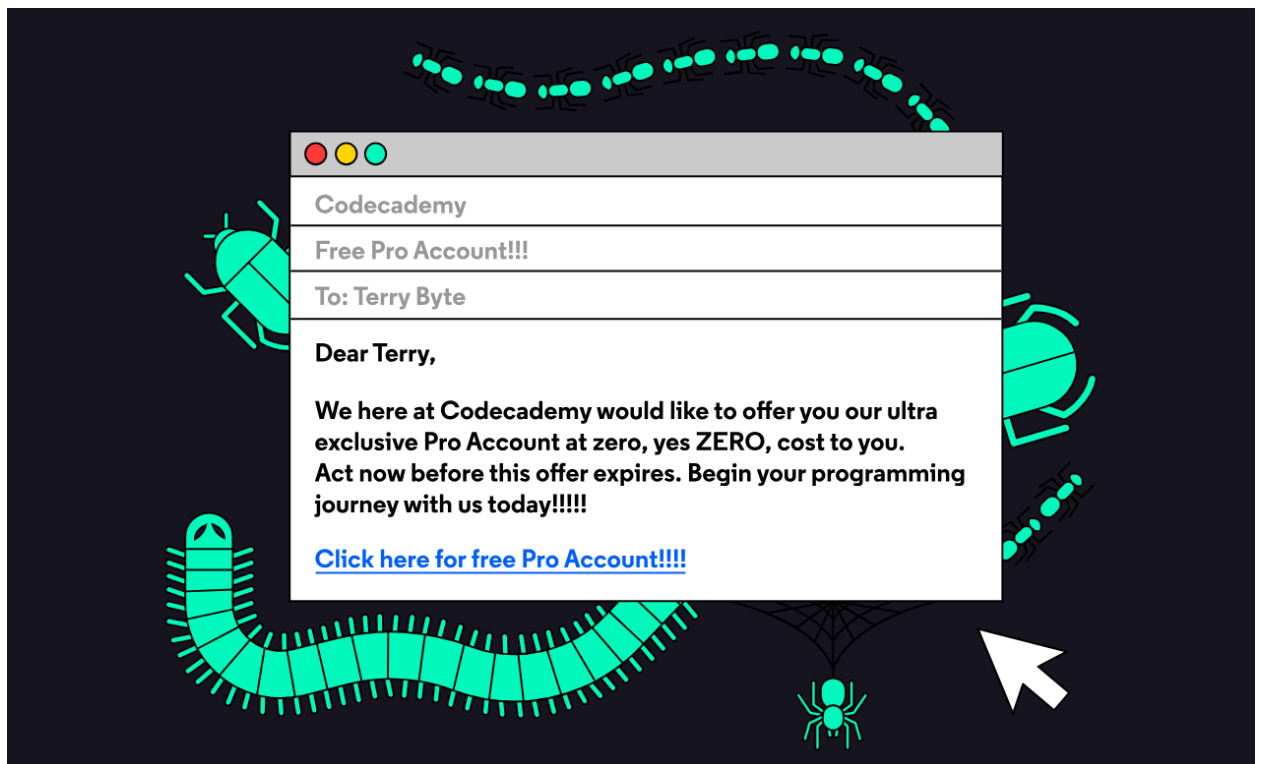 Codecademy
Free Pro Account!!!
To: Terry Byte
Dear Terry,
We here at Codecademy would like to offer you our ultra
exclusive Pro Account at zero, yes ZERO, cost to you.
Act now before this offer expires. Begin your programming
journey with us today!!!!!
Click here for free Pro Account!!!!